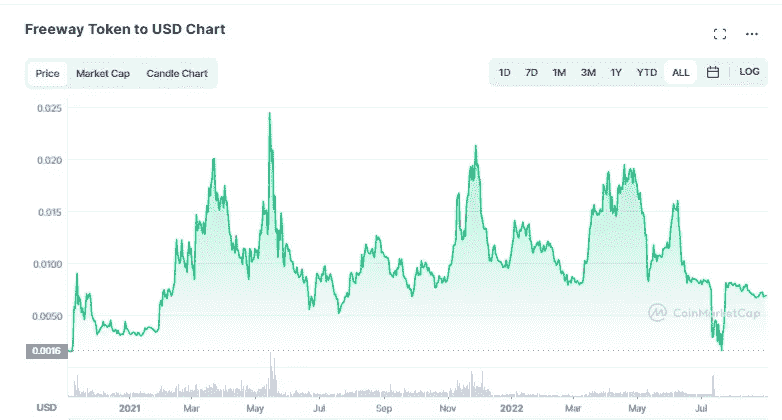 Freeway Token to USD Chart
Price Market Cap Candle Chart 1D 7D 1M 3M 1Y YTD ALL LOG
0.025
0.020
0.015
0.0100
0.0050
0.0016
CoinMarketCap
USD 2021 Mar May Jul Sep Nov 2022 Mar May Jul